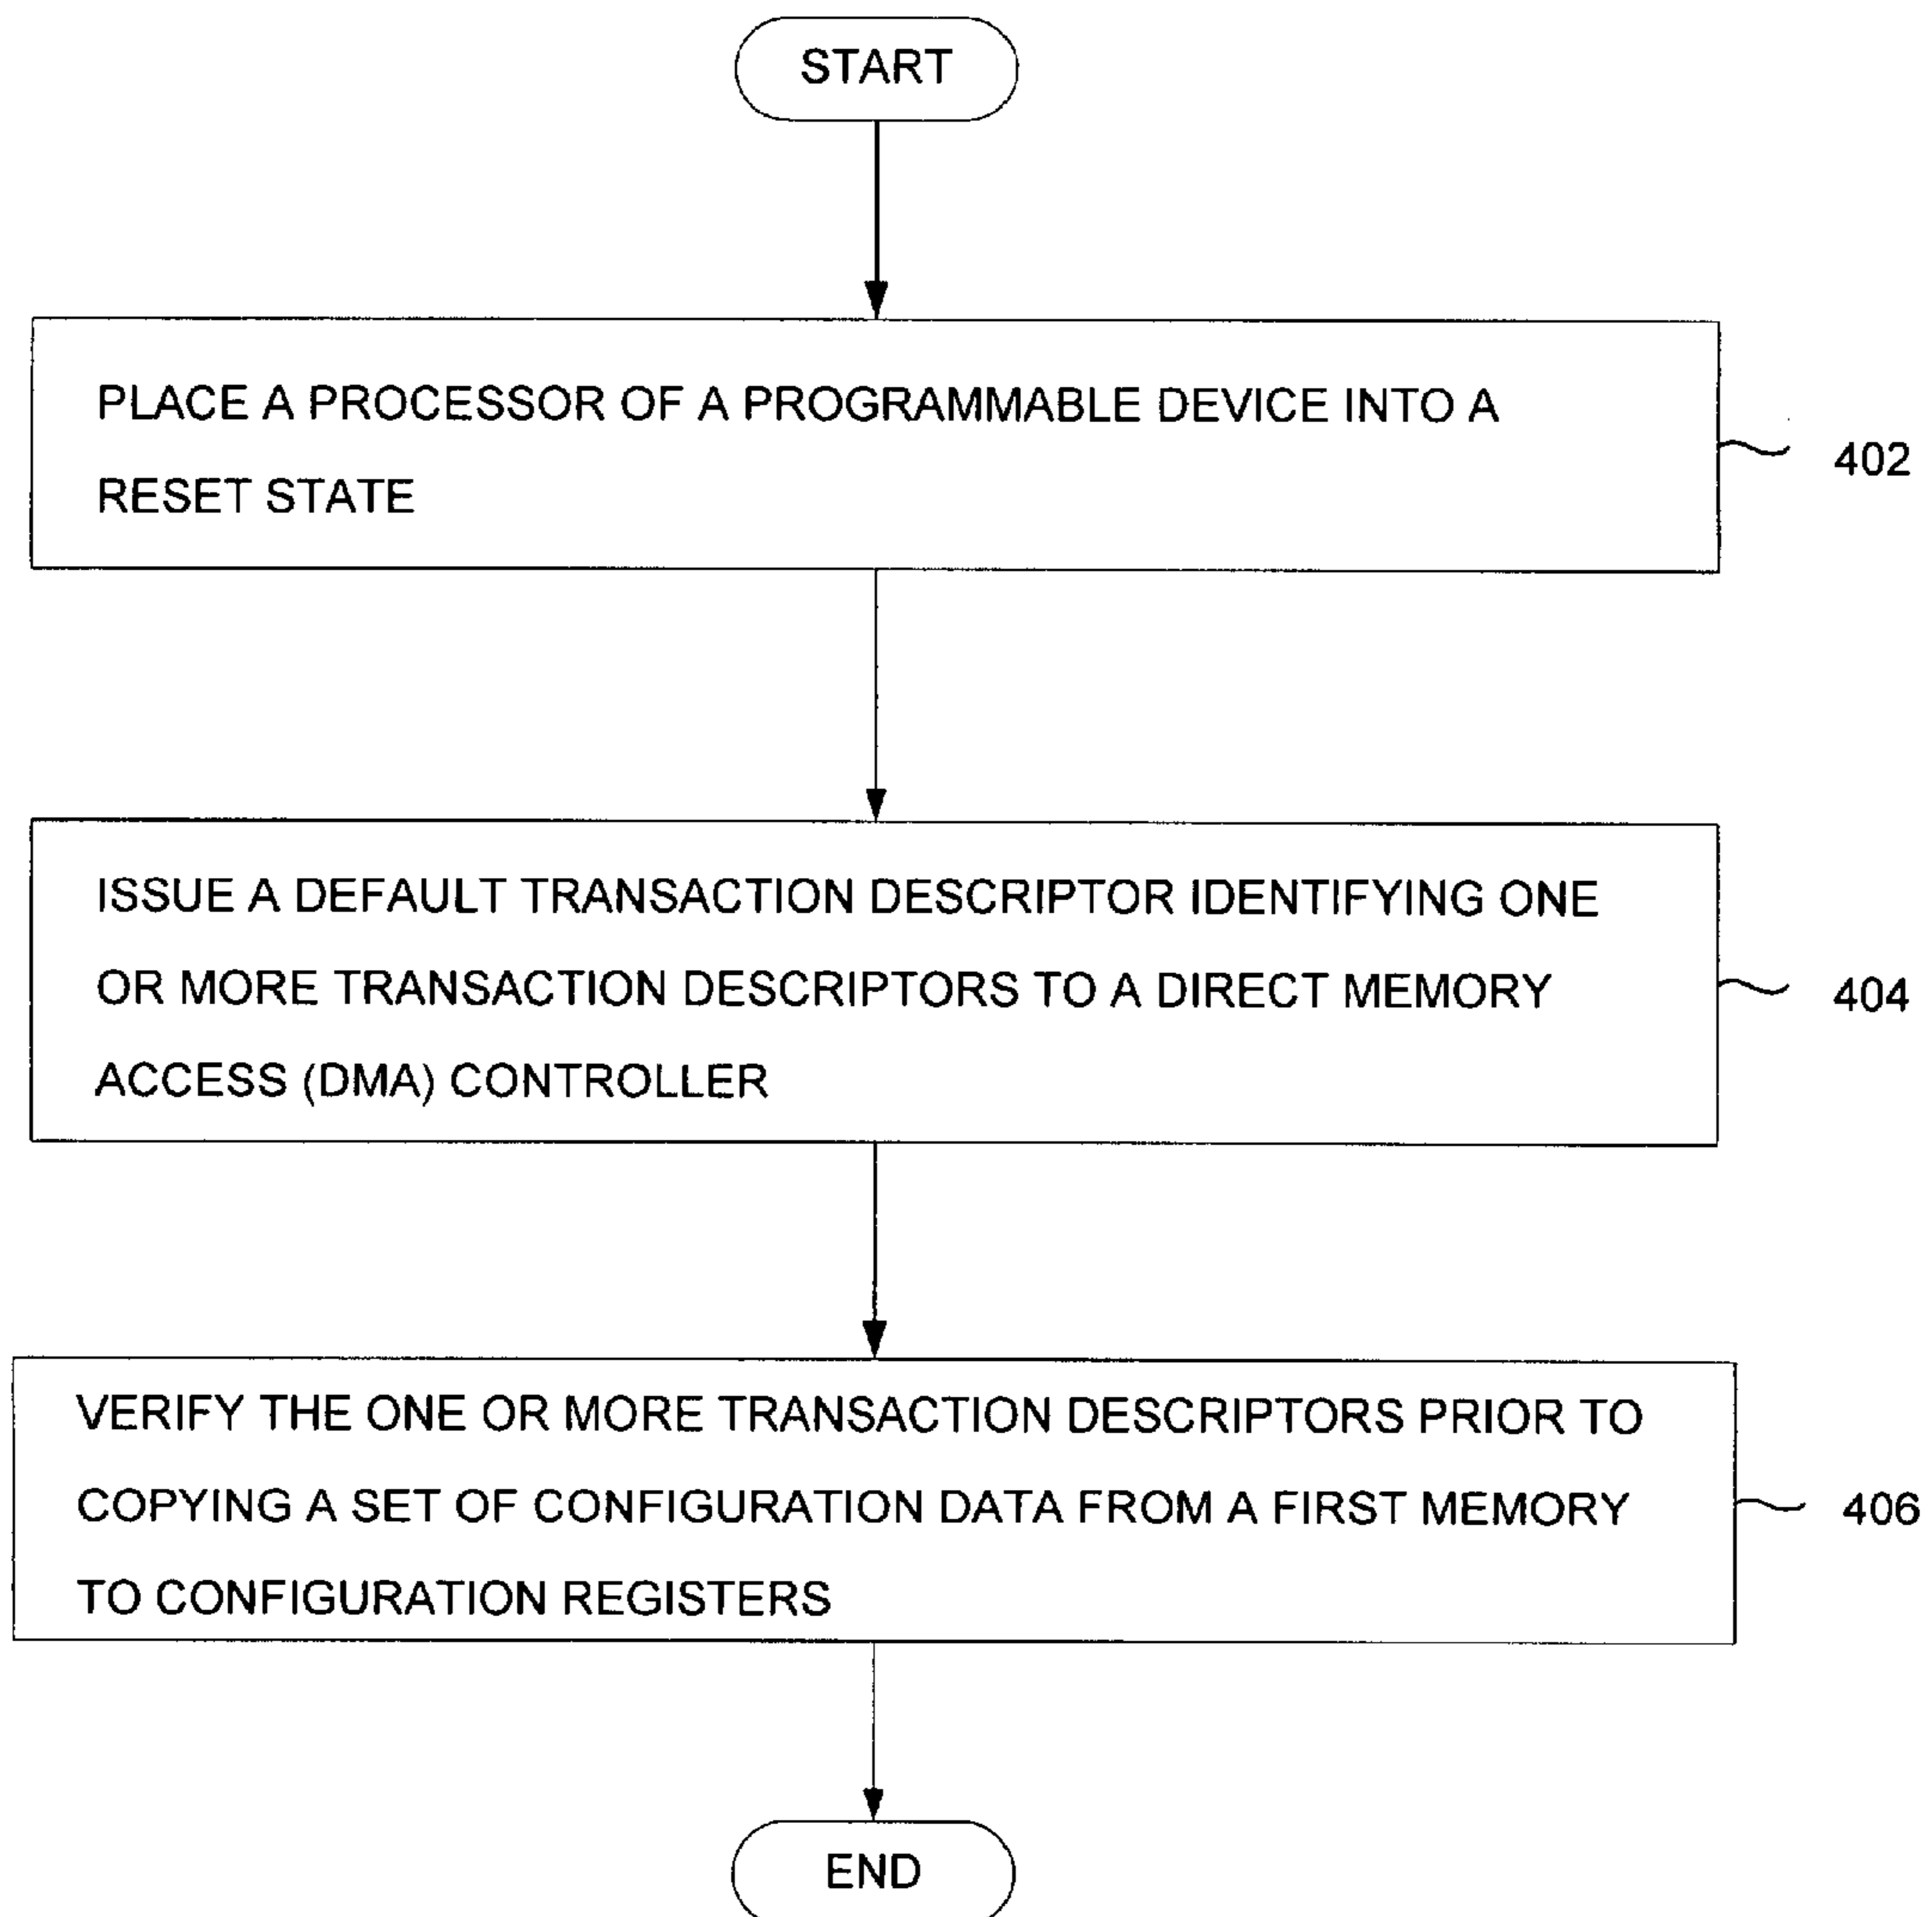 START
PLACE A PROCESSOR OF A PROGRAMMABLE DEVICE INTO A
RESET STATE
402
ISSUE A DEFAULT TRANSACTION DESCRIPTOR IDENTIFYING ONE
OR MORE TRANSACTION DESCRIPTORS TO A DIRECT MEMORY
ACCESS (DMA) CONTROLLER
404
VERIFY THE ONE OR MORE TRANSACTION DESCRIPTORS PRIOR TO
COPYING A SET OF CONFIGURATION DATA FROM A FIRST MEMORY
TO CONFIGURATION REGISTERS
406
END